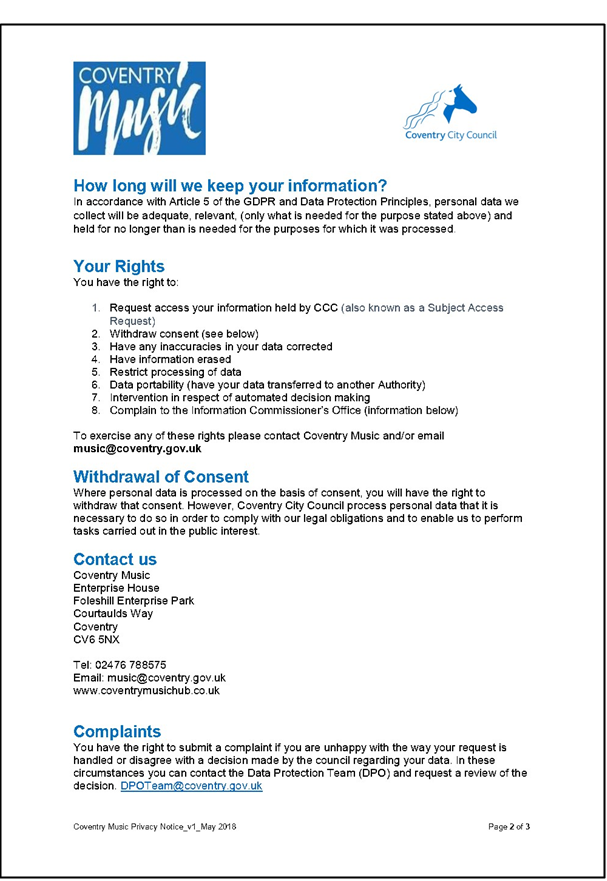 COVENTRY
Music
Coventry City Council
How long will we keep your information?
In accordance with Article 5 of the GDPR and Data Protection Principles, personal data we
collect will be adequate, relevant, (only what is needed for the purpose stated above) and
held for no longer than is needed for the purposes for which it was processed.
Your Rights
You have the right to:
1. Request access your information held by CCC (also known as a Subject Access
Request)
2. Withdraw consent (see below)
3. Have any inaccuracies in your data corrected
4. Have information erased
5. Restrict processing of data
6. Data portability (have your data transferred to another Authority)
7. Intervention in respect of automated decision making
8. Complain to the Information Commissioner's Office (information below)
To exercise any of these rights please contact Coventry Music and/or email
music@coventry.gov.uk
Withdrawal of Consent
Where personal data is processed on the basis of consent, you will have the right to
withdraw that consent. However, Coventry City Council process personal data that it is
necessary to do so in order to comply with our legal obligations and to enable us to perform
tasks carried out in the public interest.
Contact us
Coventry Music
Enterprise House
Foleshill Enterprise Park
Courtaulds Way
Coventry
CV6 5NX
Tel: 02476 788575
Email: music@coventry.gov.uk
www.coventrymusichub.co.uk
Complaints
You have the right to submit a complaint if you are unhappy with the way your request is
handled or disagree with a decision made by the council regarding your data. In these
circumstances you can contact the Data Protection Team (DPO) and request a review of the
decision. DPOTeam@coventry.gov.uk
Coventry Music Privacy Notice_v1_May 2018
Page 2 of 3